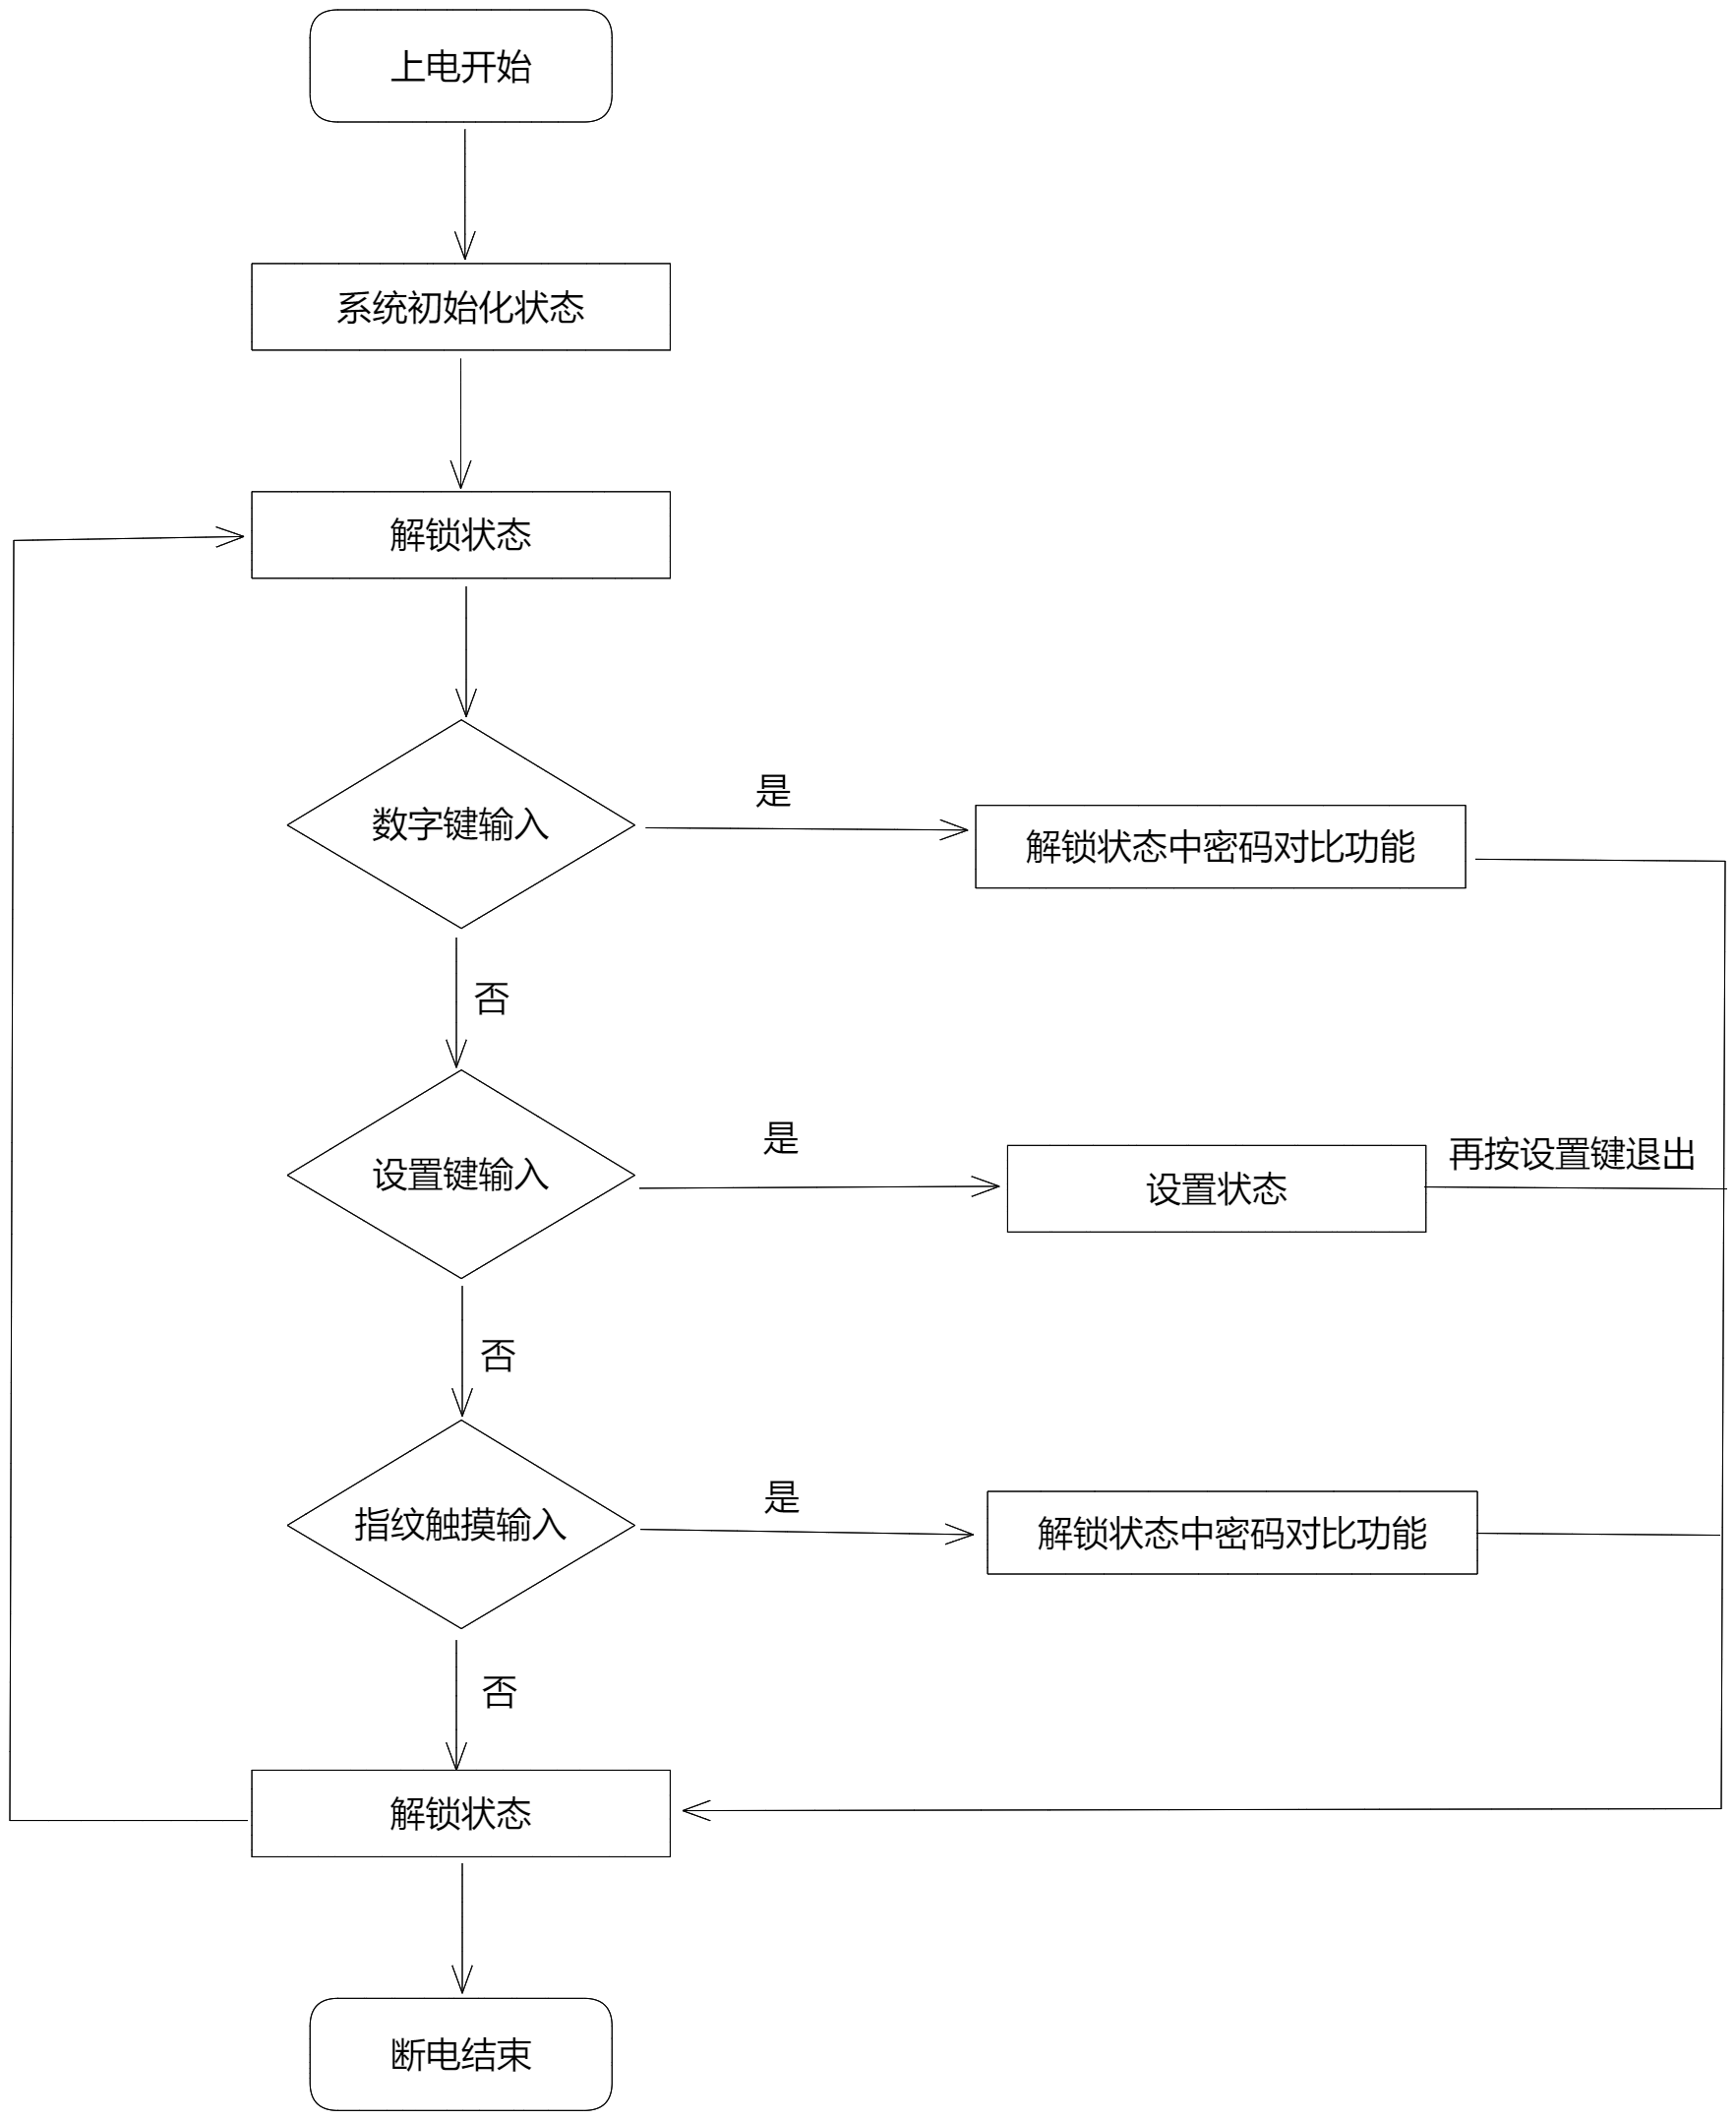 上电开始
系统初始化状态
解锁状态
数字键输入
是
解锁状态中密码对比功能
否
设置键输入
是
设置状态
再按设置键退出
否
指纹触摸输入
是
解锁状态中密码对比功能
否
解锁状态
断电结束